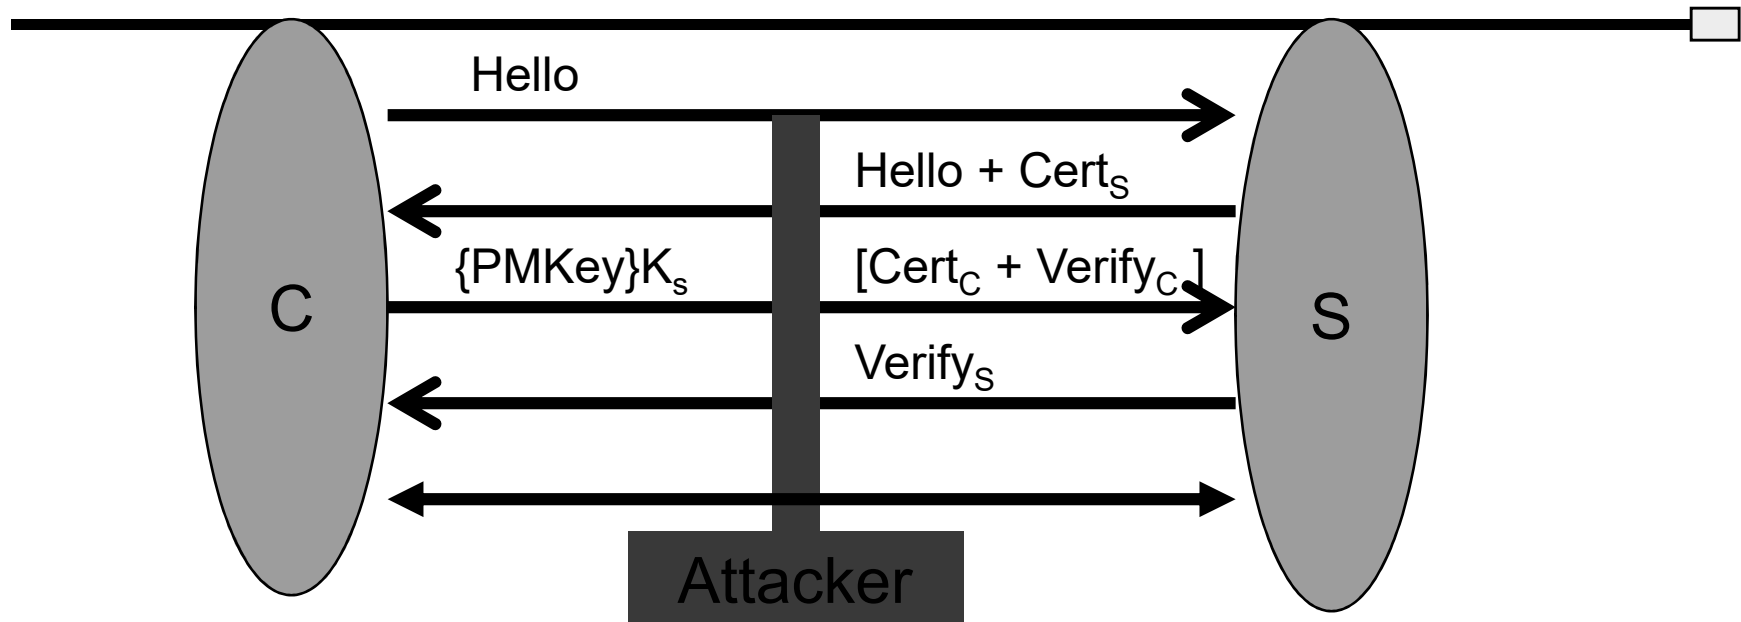 Hello
Hello + Cert_S
{PMKey}K_s [Cert_C + Verify_C ]
C S
Verify_S
Attacker